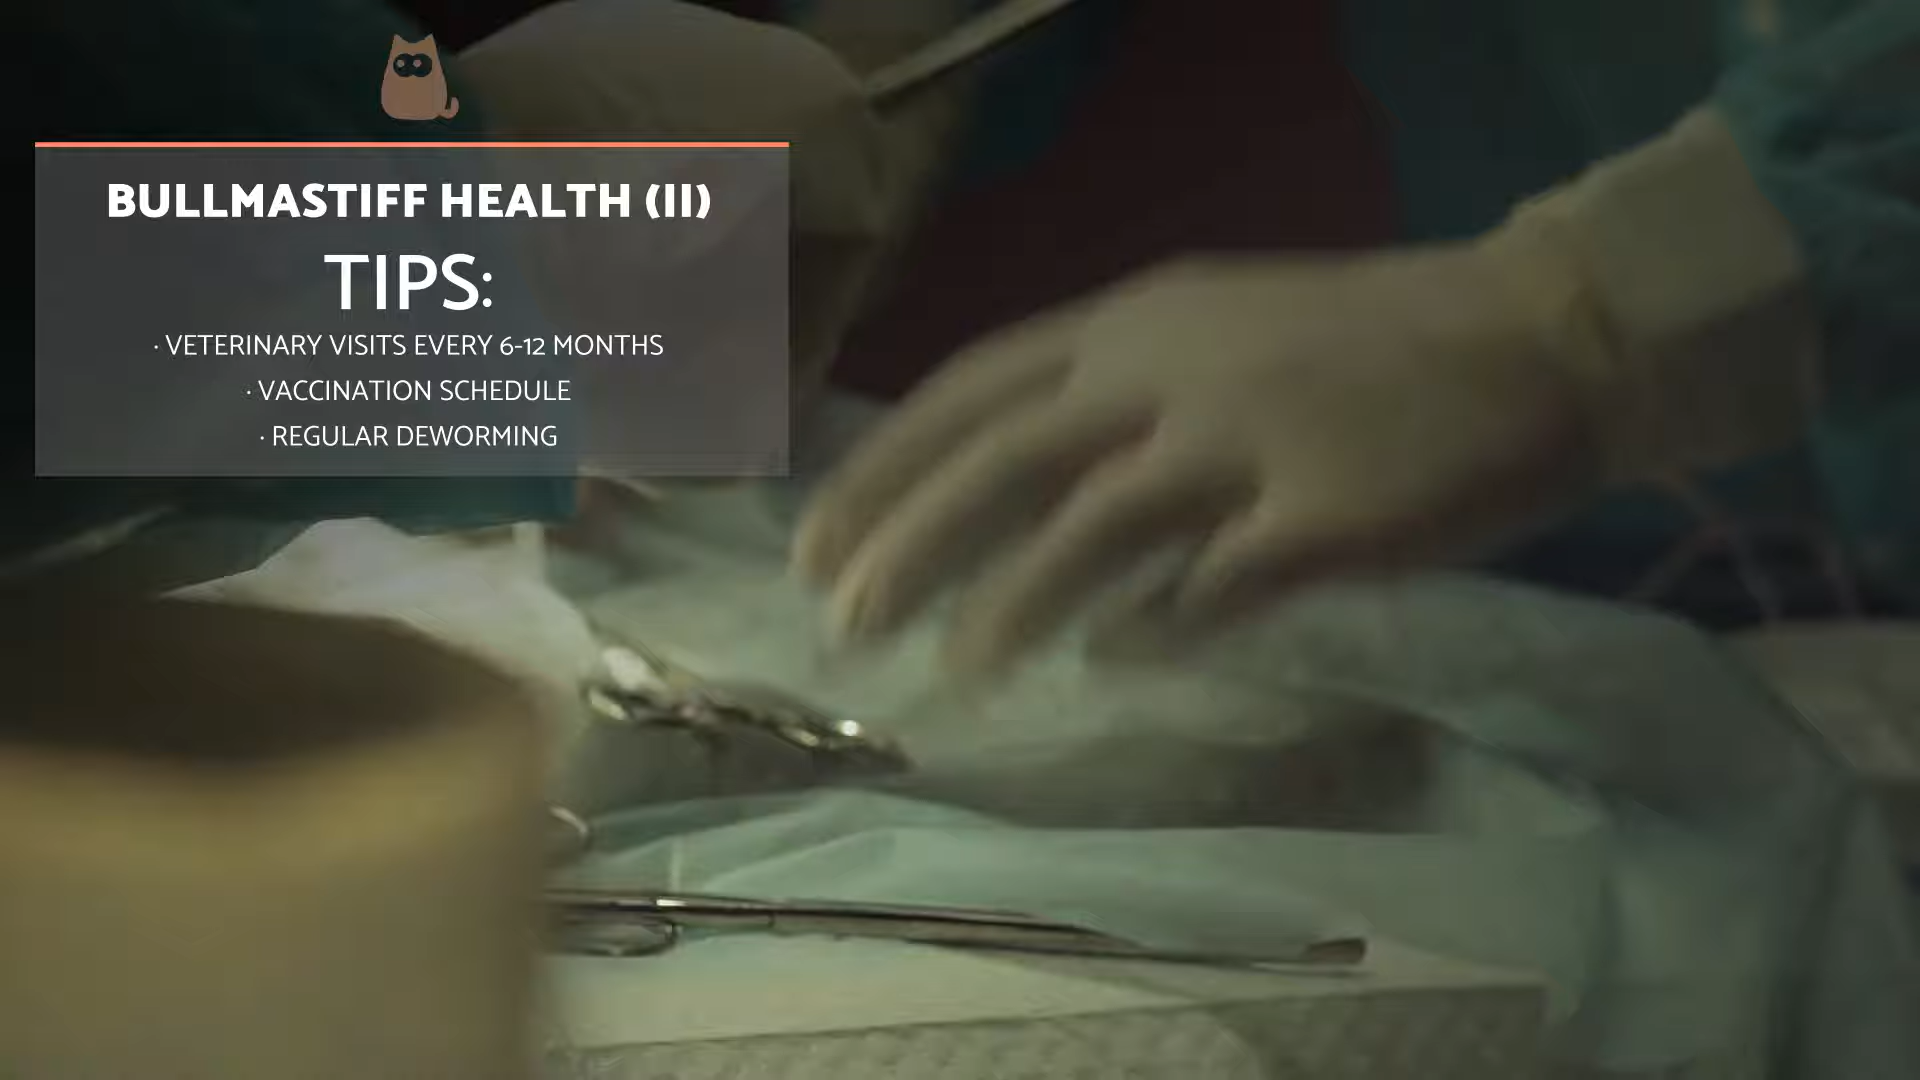 BULLMASTIFF HEALTH (II)
TIPS:
· VETERINARY VISITS EVERY 6-12 MONTHS
· VACCINATION SCHEDULE
· REGULAR DEWORMING